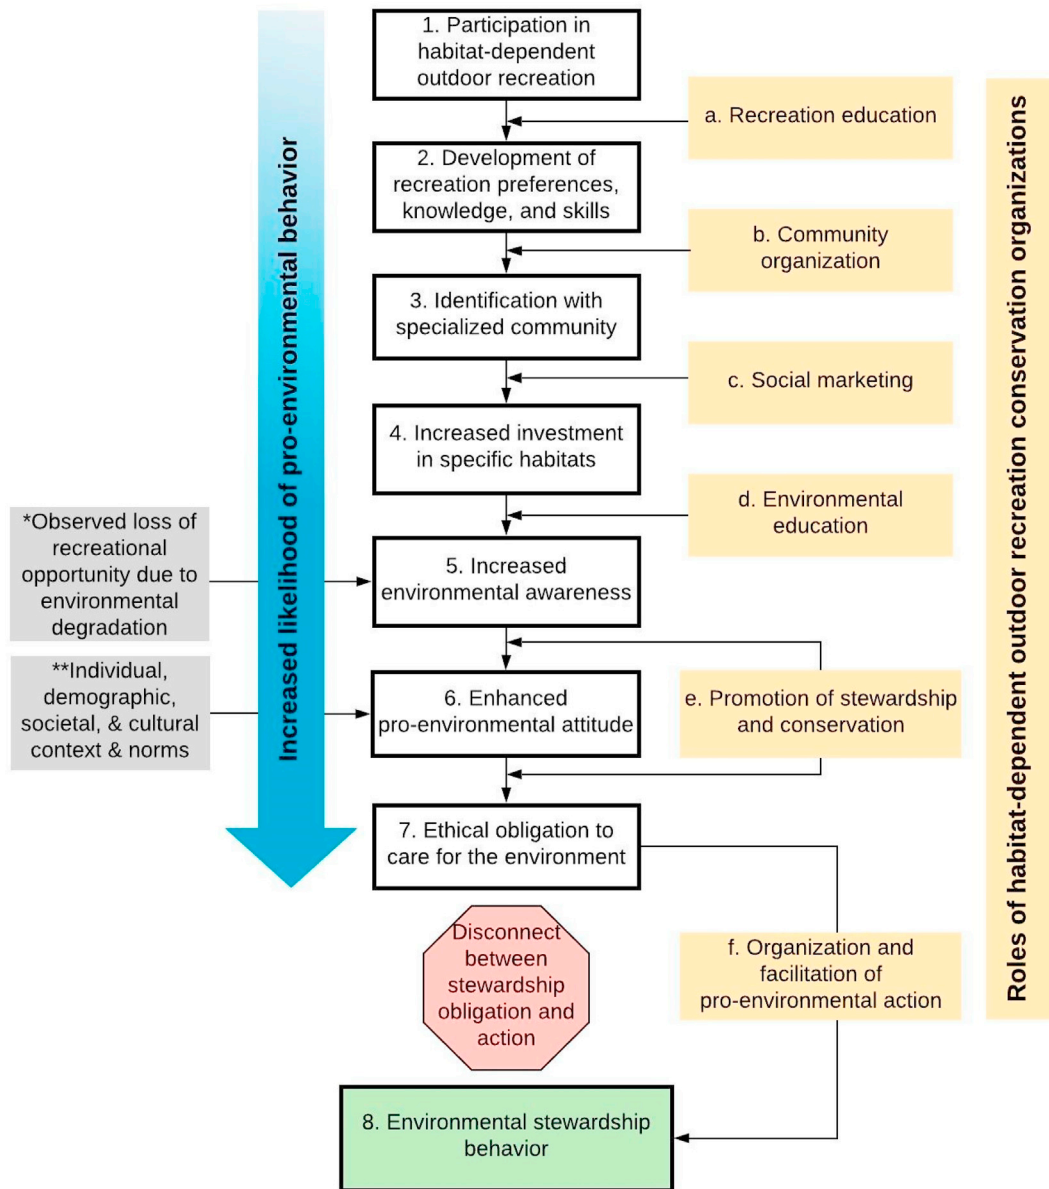 1. Participation in
habitat-dependent
outdoor recreation
a. Recreation education
2. Development of
recreation preferences,
knowledge, and skills
b. Community
organization
3. Identification with
specialized community
c. Social marketing
4. Increased investment
in specific habitats
d. Environmental
education
*Observed loss of
recreational
opportunity due to
environmental
degradation
5. Increased
environmental awareness
**Individual,
demographic,
societal, & cultural
context & norms
6. Enhanced
pro-environmental attitude
e. Promotion of stewardship
and conservation
7. Ethical obligation to
care for the environment
Disconnect
between
stewardship
obligation and
action
f. Organization and
facilitation of
pro-environmental action
8. Environmental stewardship
behavior
Increased likelihood of pro-environmental behavior
Roles of habitat-dependent outdoor recreation conservation organizations